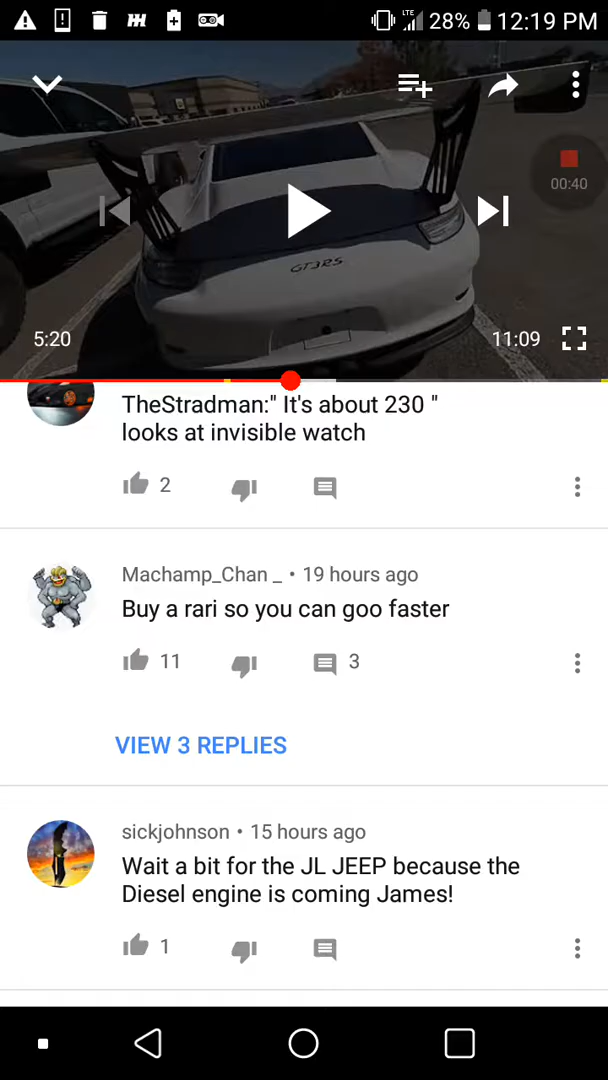 28% 12:19 PM
00:40
GT3RS
5:20 11:09
TheStradman:" It's about 230 "
looks at invisible watch
2
Machamp_Chan _ • 19 hours ago
Buy a rari so you can goo faster
11 3
VIEW 3 REPLIES
sickjohnson • 15 hours ago
Wait a bit for the JL JEEP because the
Diesel engine is coming James!
1